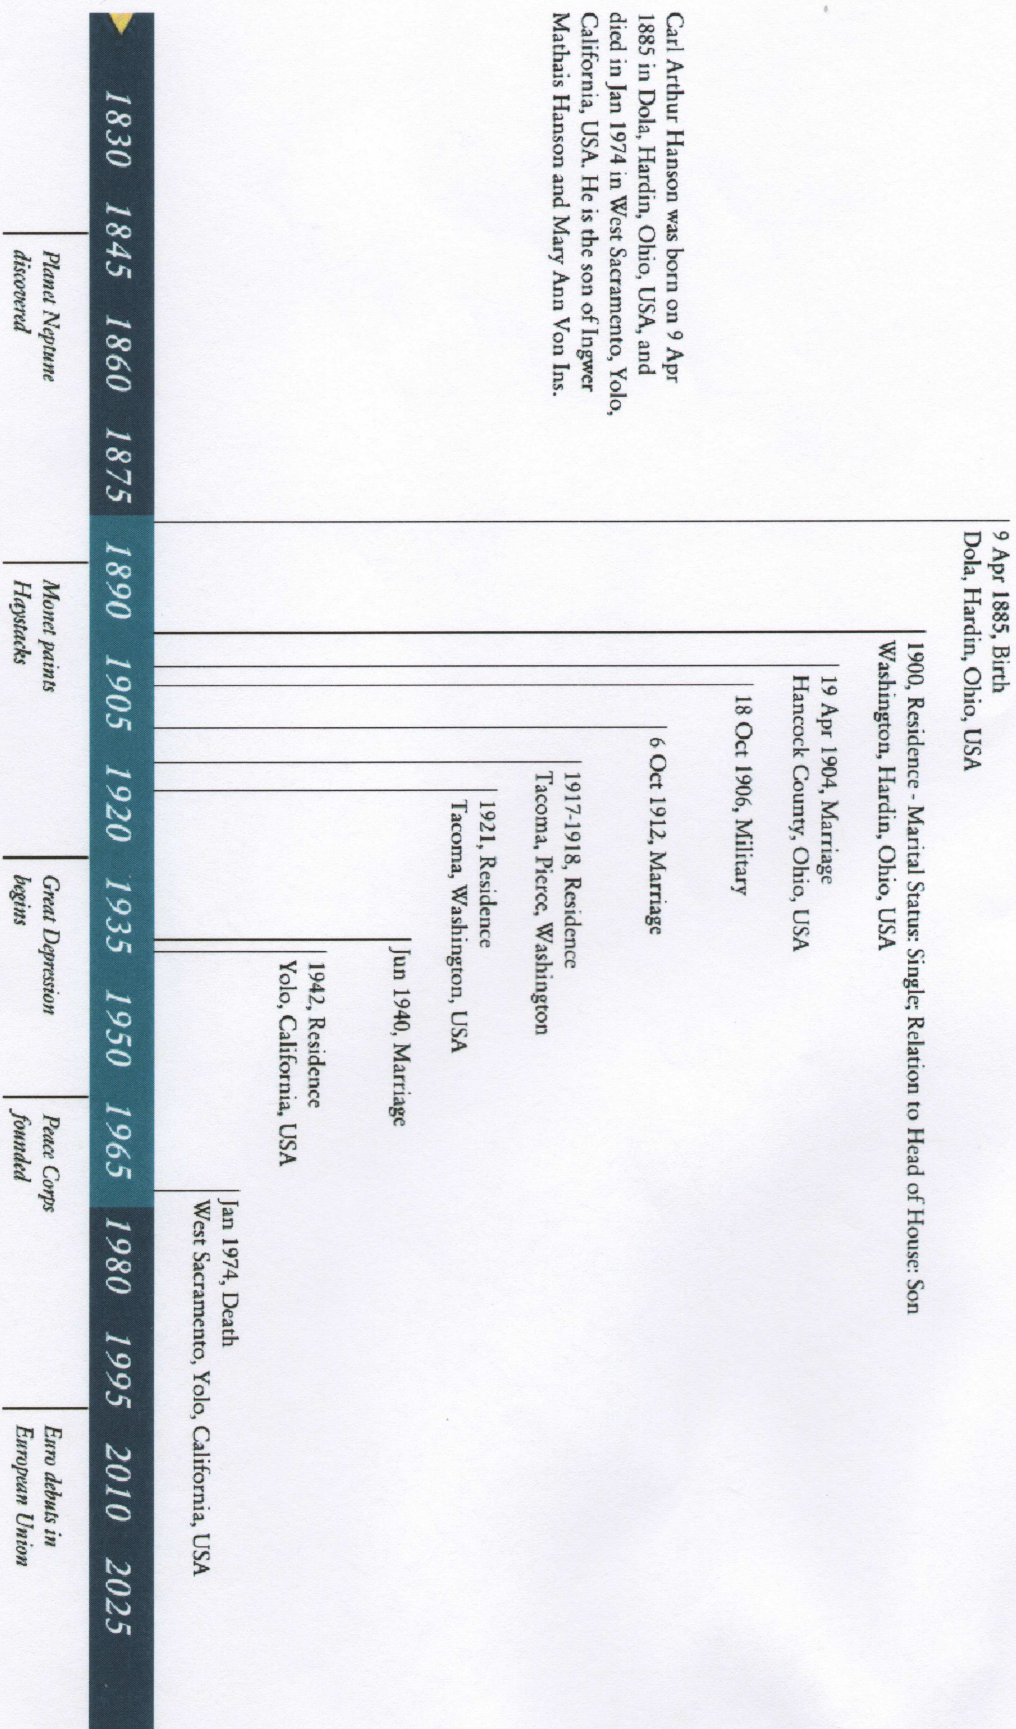 9 Apr 1885, Birth
Dola, Hardin, Ohio, USA
1900, Residence - Marital Status: Single; Relation to Head of House: Son
Washington, Hardin, Ohio, USA
19 Apr 1904, Marriage
Hancock County, Ohio, USA
18 Oct 1906, Military
6 Oct 1912, Marriage
1917-1918, Residence
Tacoma, Pierce, Washington
1921, Residence
Tacoma, Washington, USA
Jun 1940, Marriage
1942, Residence
Yolo, California, USA
Jan 1974, Death
West Sacramento, Yolo, California, USA
Carl Arthur Hanson was born on 9 Apr
1885 in Dola, Hardin, Ohio, USA, and
died in Jan 1974 in West Sacramento, Yolo,
California, USA. He is the son of Ingwer
Mathais Hanson and Mary Ann Von Ins.
1830 1845 1860 1875 1890 1905 1920 1935 1950 1965 1980 1995 2010 2025
Planet Neptune
discovered
Monet paints
Haystacks
Great Depression
begins
Peace Corps
founded
Euro debuts in
European Union